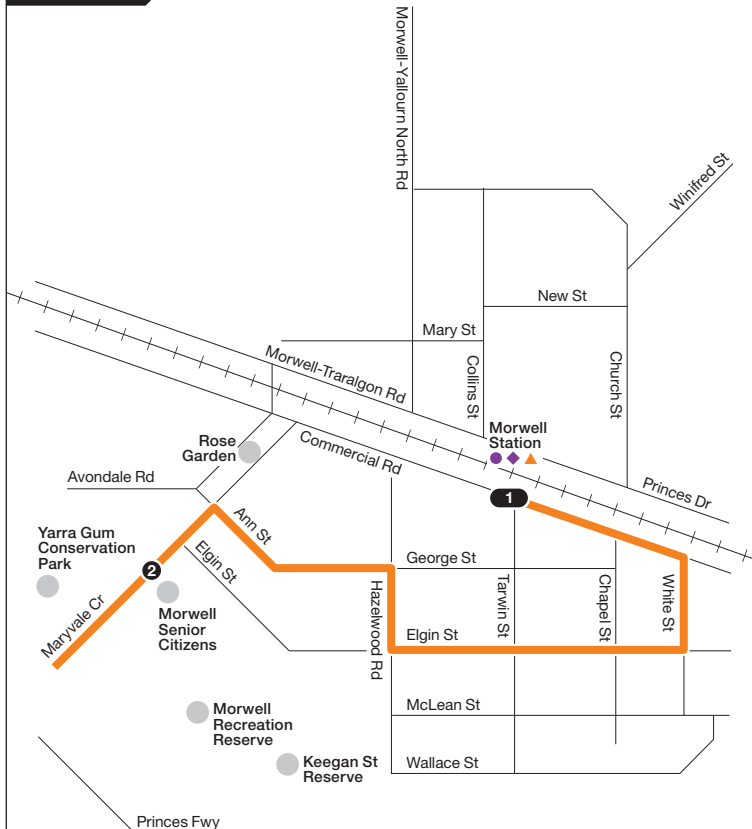 Morwell-Yallourn North Rd
Winifred St
New St
Mary St
Collins St
Church St
Morwell-Traralgon Rd
Morwell
Station
Rose
Garden
Commercial Rd
Princes Dr
Avondale Rd
1
Ann St
Yarra Gum
Conservation
Park
Elgin St
2
George St
Hazelwood Rd
Tarwin St
Chapel St
White St
Maryvale Cr
Morwell
Senior
Citizens
Elgin St
Morwell
Recreation
Reserve
McLean St
Keegan St
Reserve
Wallace St
Princes Fwy